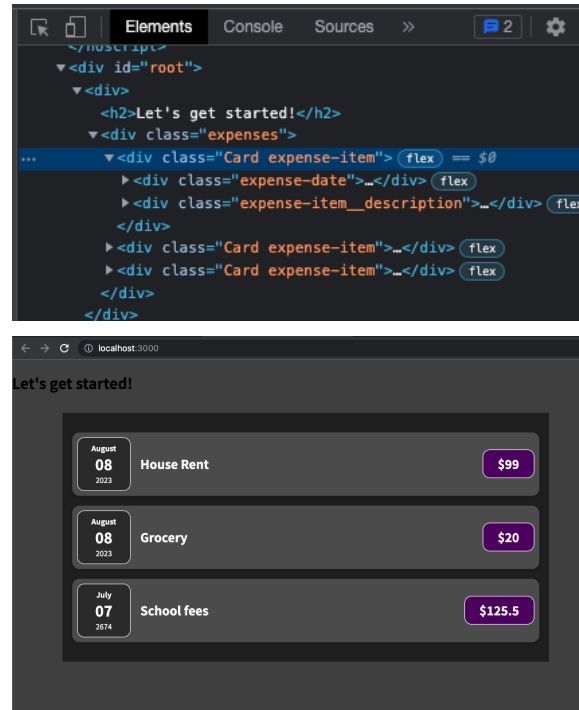 Elements Console Sources » 2
</noscript>
▼<div id="root">
▼<div>
<h2>Let's get started!</h2>
▼<div class="expenses">
… ▼<div class="Card expense-item"> flex == $0
▶<div class="expense-date">…</div> flex
▶<div class="expense-item__description">…</div> flex
</div>
▶<div class="Card expense-item">…</div> flex
▶<div class="Card expense-item">…</div> flex
</div>
</div>
localhost:3000
Let's get started!
August
08
2023
House Rent
$99
August
08
2023
Grocery
$20
July
07
2674
School fees
$125.5